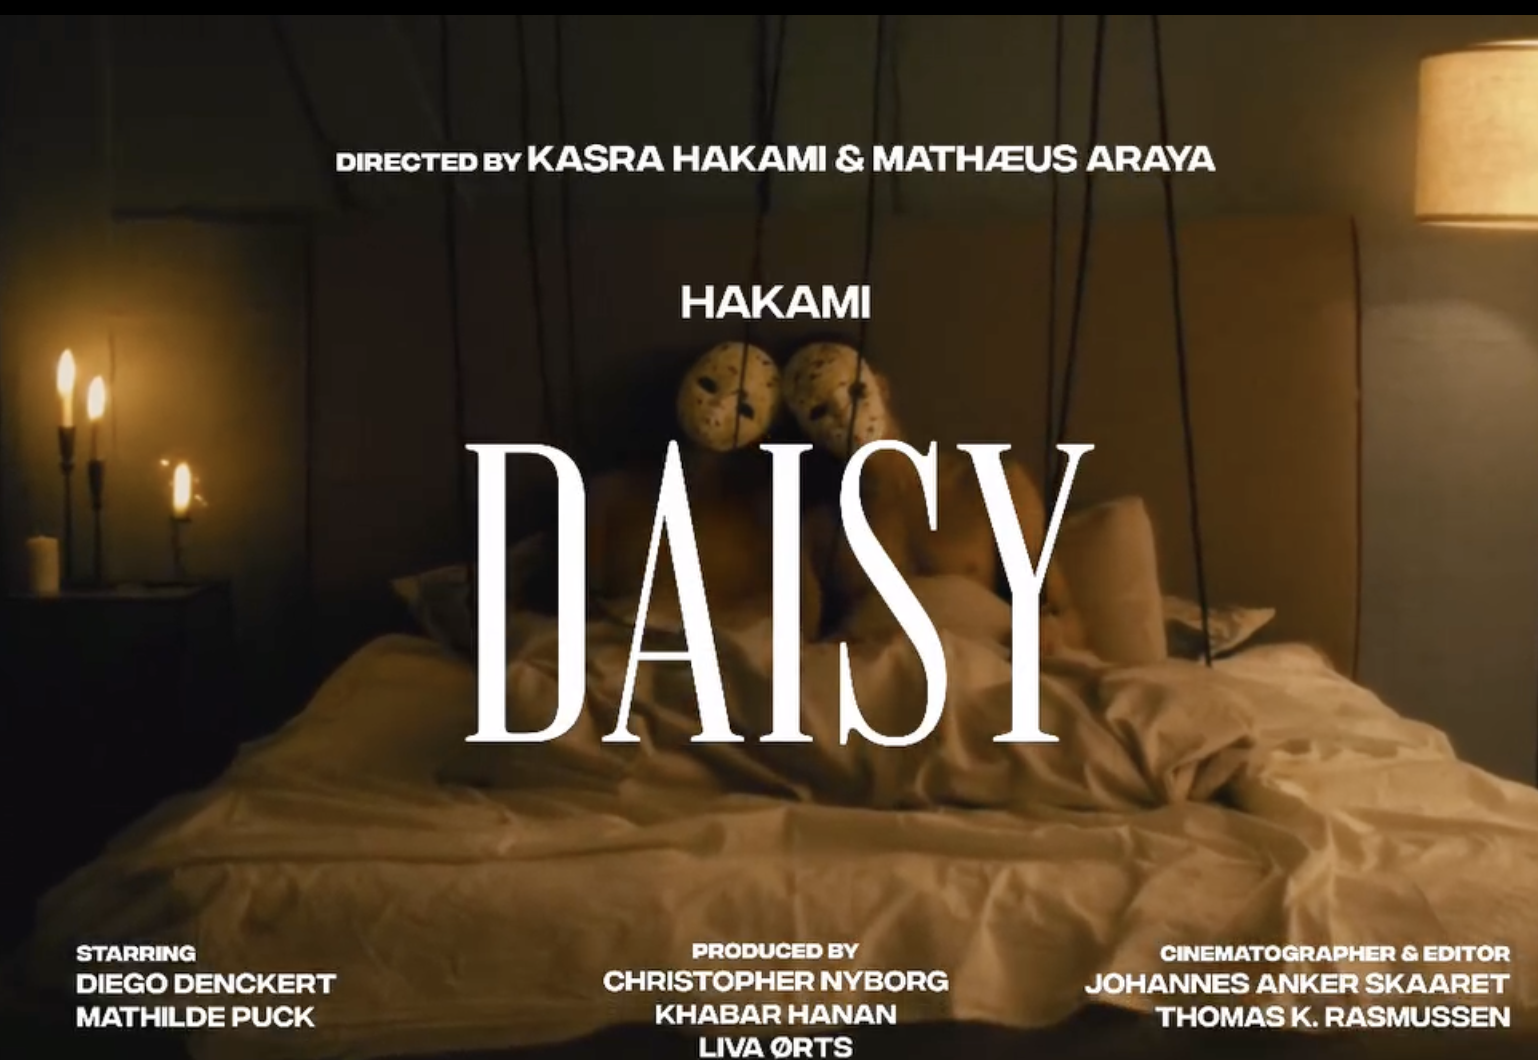 DIRECTED BY KASRA HAKAMI & MATHÆUS ARAYA
HAKAMI
DAISY
STARRING
DIEGO DENCKERT
MATHILDE PUCK
PRODUCED BY
CHRISTOPHER NYBORG
KHABAR HANAN
LIVA ØRTS
CINEMATOGRAPHER & EDITOR
JOHANNES ANKER SKAARET
THOMAS K. RASMUSSEN